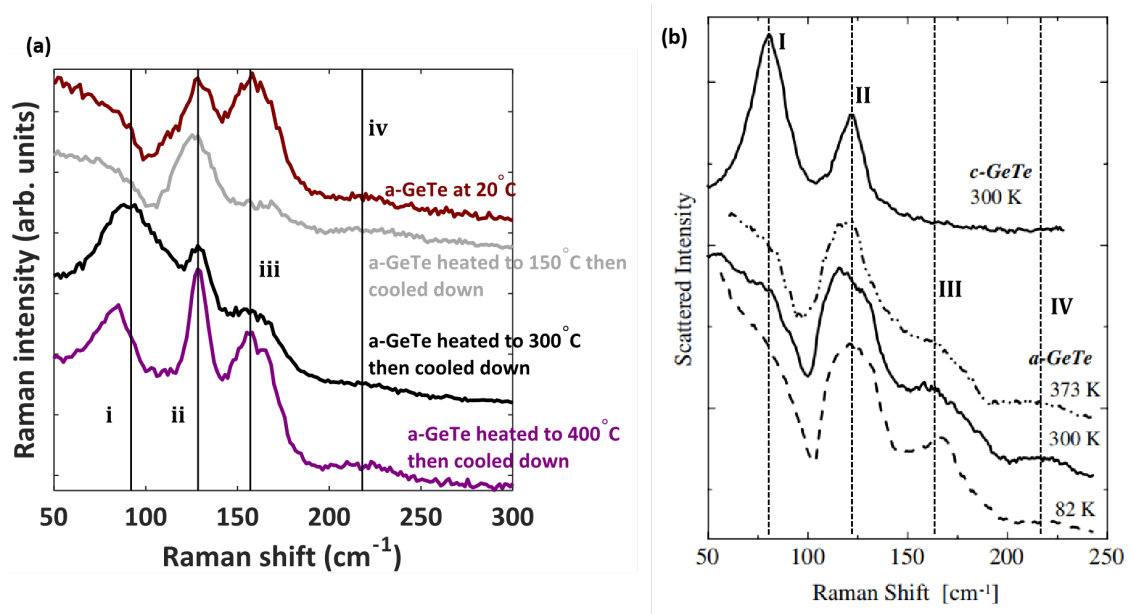 (a)
Raman intensity (arb. units)
iv
a-GeTe at 20°C
a-GeTe heated to 150°C then
cooled down
iii
a-GeTe heated to 300°C
then cooled down
i
ii
a-GeTe heated to 400°C
then cooled down
50 100 150 200 250 300
Raman shift (cm-1)
(b)
Scattered Intensity
I
II
c-GeTe
300 K
III
IV
a-GeTe
373 K
300 K
82 K
50 100 150 200 250
Raman Shift [cm-1]